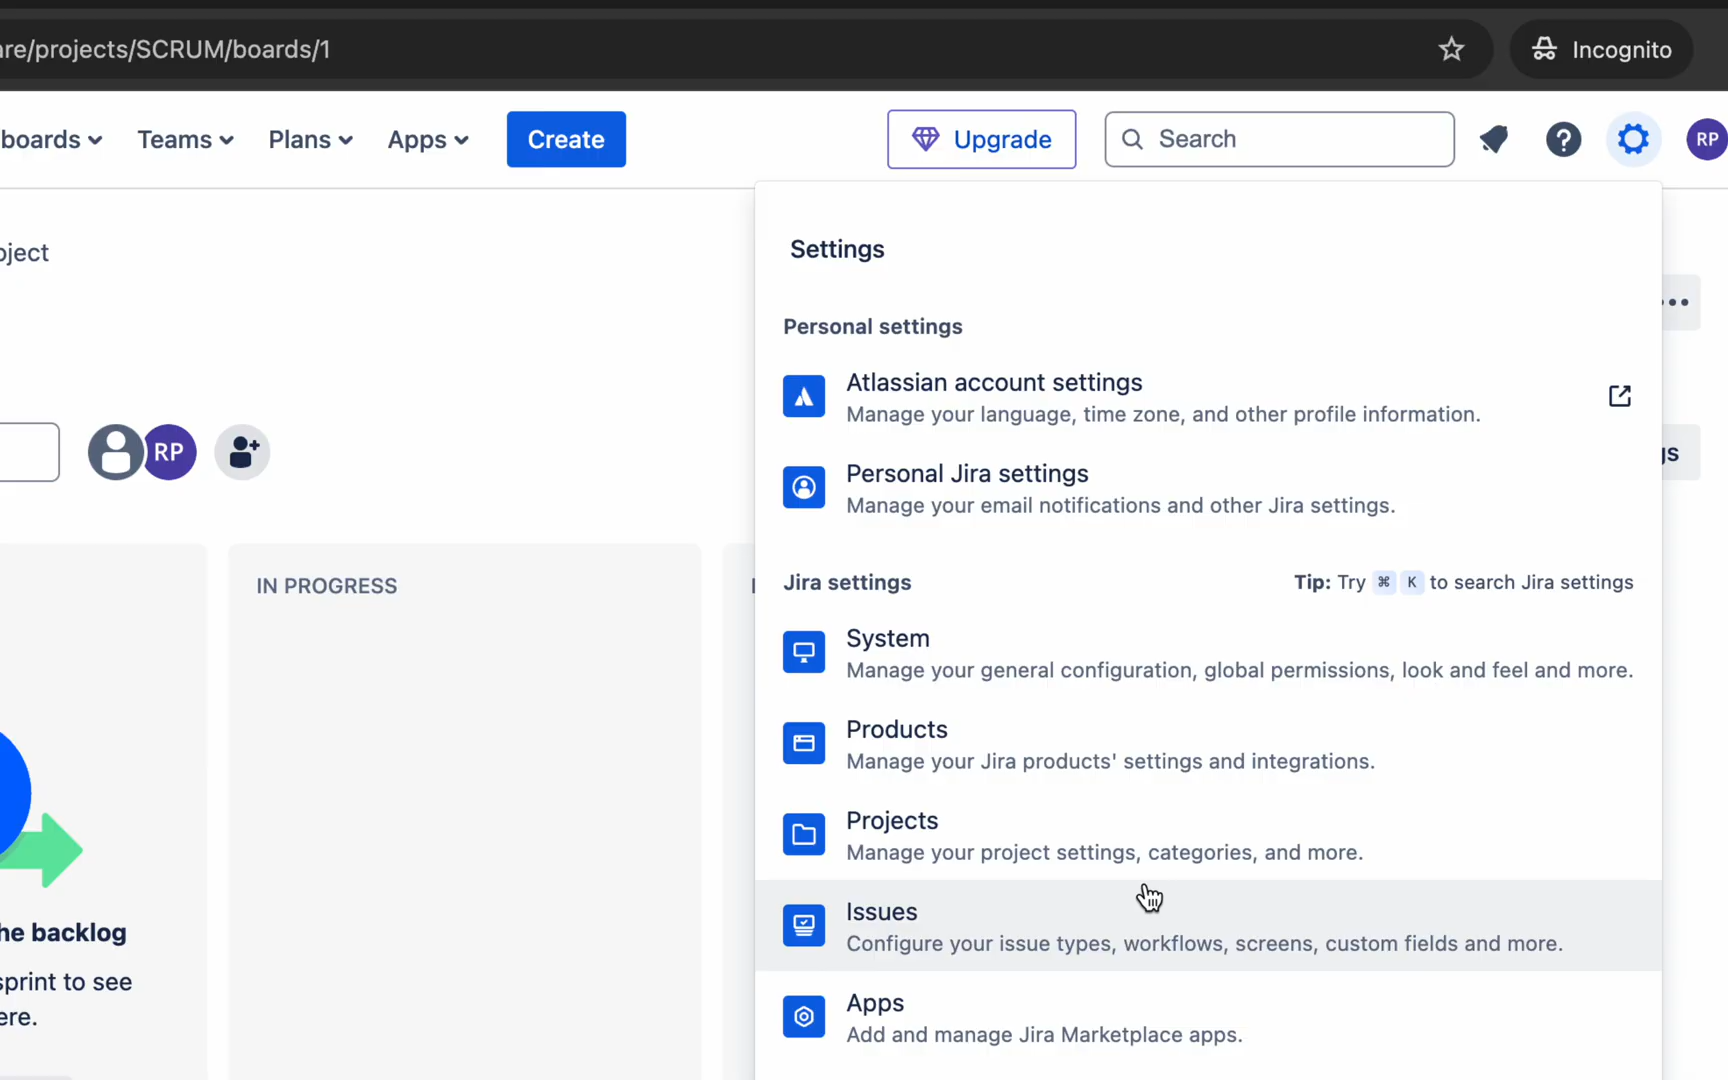 re/projects/SCRUM/boards/1
Incognito
boards
Teams
Plans
Apps
Create
Upgrade
Search
RP
oject
Settings
Personal settings
Atlassian account settings
Manage your language, time zone, and other profile information.
RP
gs
Personal Jira settings
Manage your email notifications and other Jira settings.
IN PROGRESS
Jira settings
Tip: Try ⌘ K to search Jira settings
System
Manage your general configuration, global permissions, look and feel and more.
Products
Manage your Jira products' settings and integrations.
Projects
Manage your project settings, categories, and more.
he backlog
sprint to see
ere.
Issues
Configure your issue types, workflows, screens, custom fields and more.
Apps
Add and manage Jira Marketplace apps.